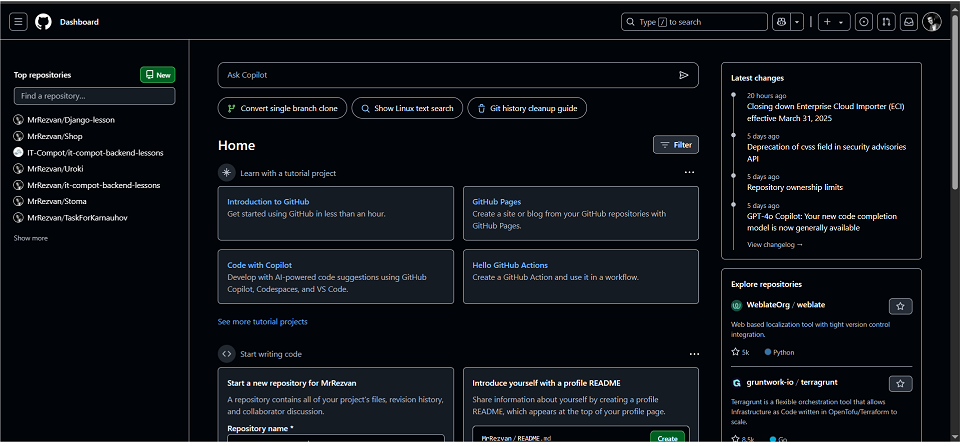 Dashboard
Type / to search
Top repositories
New
Find a repository...
MrRezvan/Django-lesson
MrRezvan/Shop
IT-Compot/it-compot-backend-lessons
MrRezvan/Uroki
MrRezvan/it-compot-backend-lessons
MrRezvan/Stoma
MrRezvan/TaskForKarnauhov
Show more
Ask Copilot
Convert single branch clone
Show Linux text search
Git history cleanup guide
Home
Filter
Learn with a tutorial project
Introduction to GitHub
Get started using GitHub in less than an hour.
GitHub Pages
Create a site or blog from your GitHub repositories with
GitHub Pages.
Code with Copilot
Develop with AI-powered code suggestions using GitHub
Copilot, Codespaces, and VS Code.
Hello GitHub Actions
Create a GitHub Action and use it in a workflow.
See more tutorial projects
Start writing code
Start a new repository for MrRezvan
A repository contains all of your project's files, revision history,
and collaborator discussion.
Repository name *
Introduce yourself with a profile README
Share information about yourself by creating a profile
README, which appears at the top of your profile page.
MrRezvan / README.md
Create
Latest changes
20 hours ago
Closing down Enterprise Cloud Importer (ECI)
effective March 31, 2025
5 days ago
Deprecation of cvss field in security advisories
API
5 days ago
Repository ownership limits
5 days ago
GPT-4o Copilot: Your new code completion
model is now generally available
View changelog →
Explore repositories
WeblateOrg / weblate
Web based localization tool with tight version control
integration.
5k
Python
gruntwork-io / terragrunt
Terragrunt is a flexible orchestration tool that allows
Infrastructure as Code written in OpenTofu/Terraform to
scale.
8.5k
Go